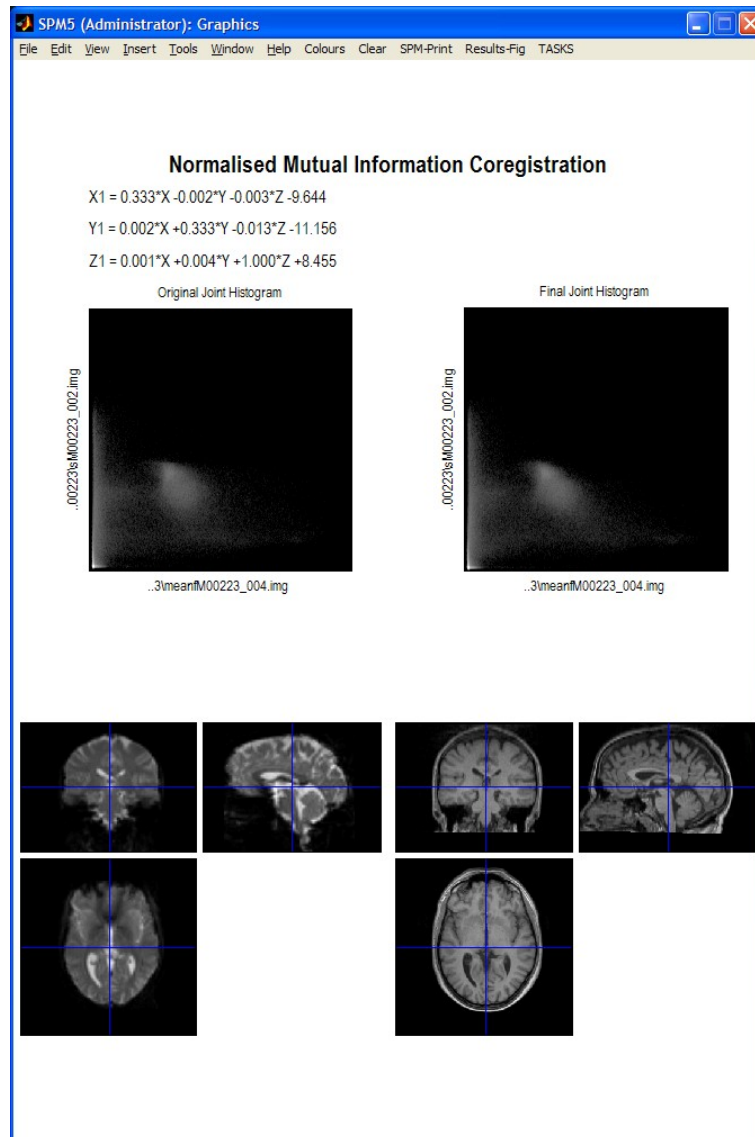 SPM5 (Administrator): Graphics
File Edit View Insert Tools Window Help Colours Clear SPM-Print Results-Fig TASKS
Normalised Mutual Information Coregistration
X1 = 0.333*X -0.002*Y -0.003*Z -9.644
Y1 = 0.002*X +0.333*Y -0.013*Z -11.156
Z1 = 0.001*X +0.004*Y +1.000*Z +8.455
Original Joint Histogram
Final Joint Histogram
..00223\sM00223_002.img
..00223\sM00223_002.img
..3\meanfM00223_004.img
..3\meanfM00223_004.img